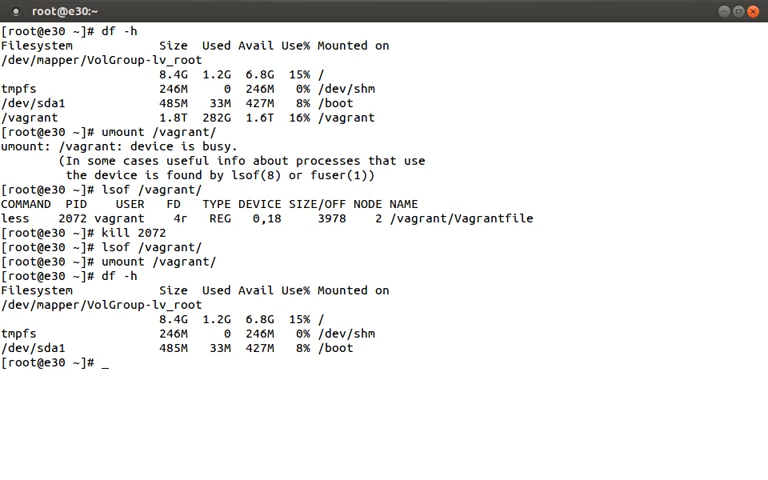 root@e30:~
[root@e30 ~]# df -h
Filesystem            Size  Used Avail Use% Mounted on
/dev/mapper/VolGroup-lv_root
                      8.4G  1.2G  6.8G  15% /
tmpfs                 246M     0  246M   0% /dev/shm
/dev/sda1             485M   33M  427M   8% /boot
/vagrant              1.8T  282G  1.6T  16% /vagrant
[root@e30 ~]# umount /vagrant/
umount: /vagrant: device is busy.
        (In some cases useful info about processes that use
         the device is found by lsof(8) or fuser(1))
[root@e30 ~]# lsof /vagrant/
COMMAND  PID    USER   FD   TYPE DEVICE SIZE/OFF NODE NAME
less    2072 vagrant    4r   REG   0,18     3978    2 /vagrant/Vagrantfile
[root@e30 ~]# kill 2072
[root@e30 ~]# lsof /vagrant/
[root@e30 ~]# umount /vagrant/
[root@e30 ~]# df -h
Filesystem            Size  Used Avail Use% Mounted on
/dev/mapper/VolGroup-lv_root
                      8.4G  1.2G  6.8G  15% /
tmpfs                 246M     0  246M   0% /dev/shm
/dev/sda1             485M   33M  427M   8% /boot
[root@e30 ~]# _